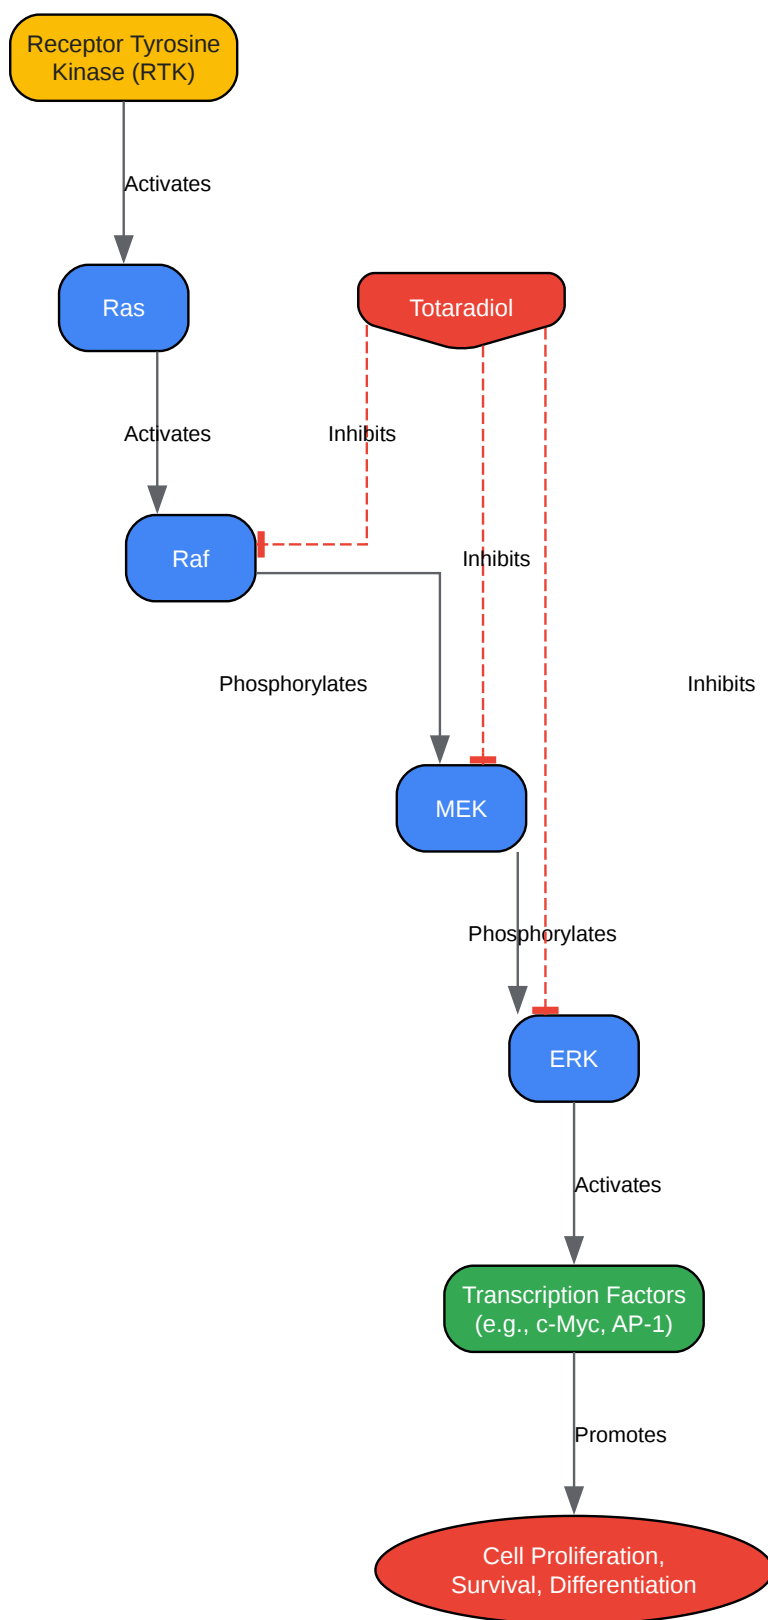 Receptor Tyrosine
Kinase (RTK)
Activates
Ras
Totaradiol
Activates
Inhibits
Raf
Inhibits
Phosphorylates
Inhibits
MEK
Phosphorylates
ERK
Activates
Transcription Factors
(e.g., c-Myc, AP-1)
Promotes
Cell Proliferation,
Survival, Differentiation